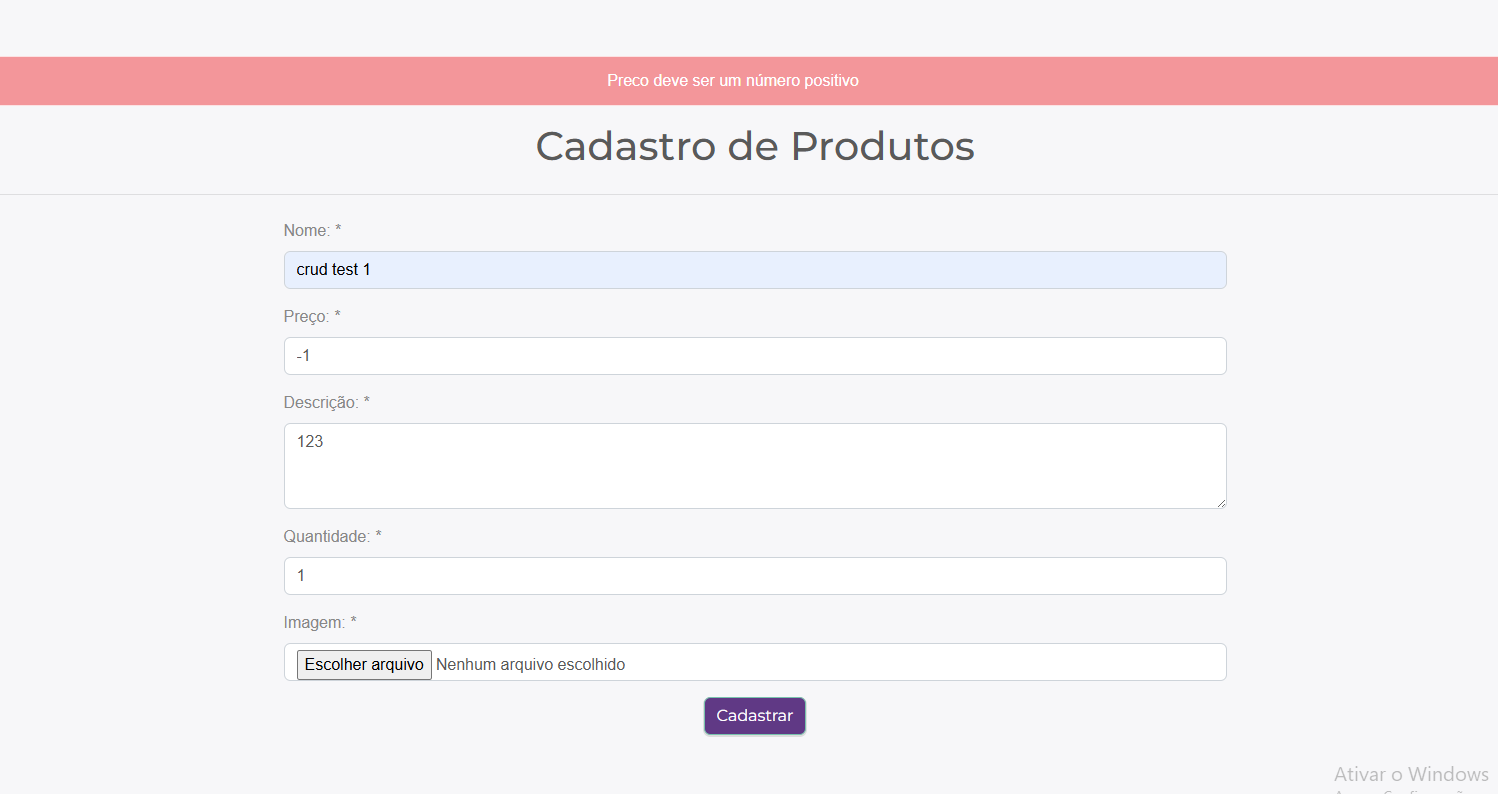 Preco deve ser um número positivo
Cadastro de Produtos
Nome: *
crud test 1
Preço: *
-1
Descrição: *
123
Quantidade: *
1
Imagem: *
Escolher arquivo Nenhum arquivo escolhido
Cadastrar
Ativar o Windows